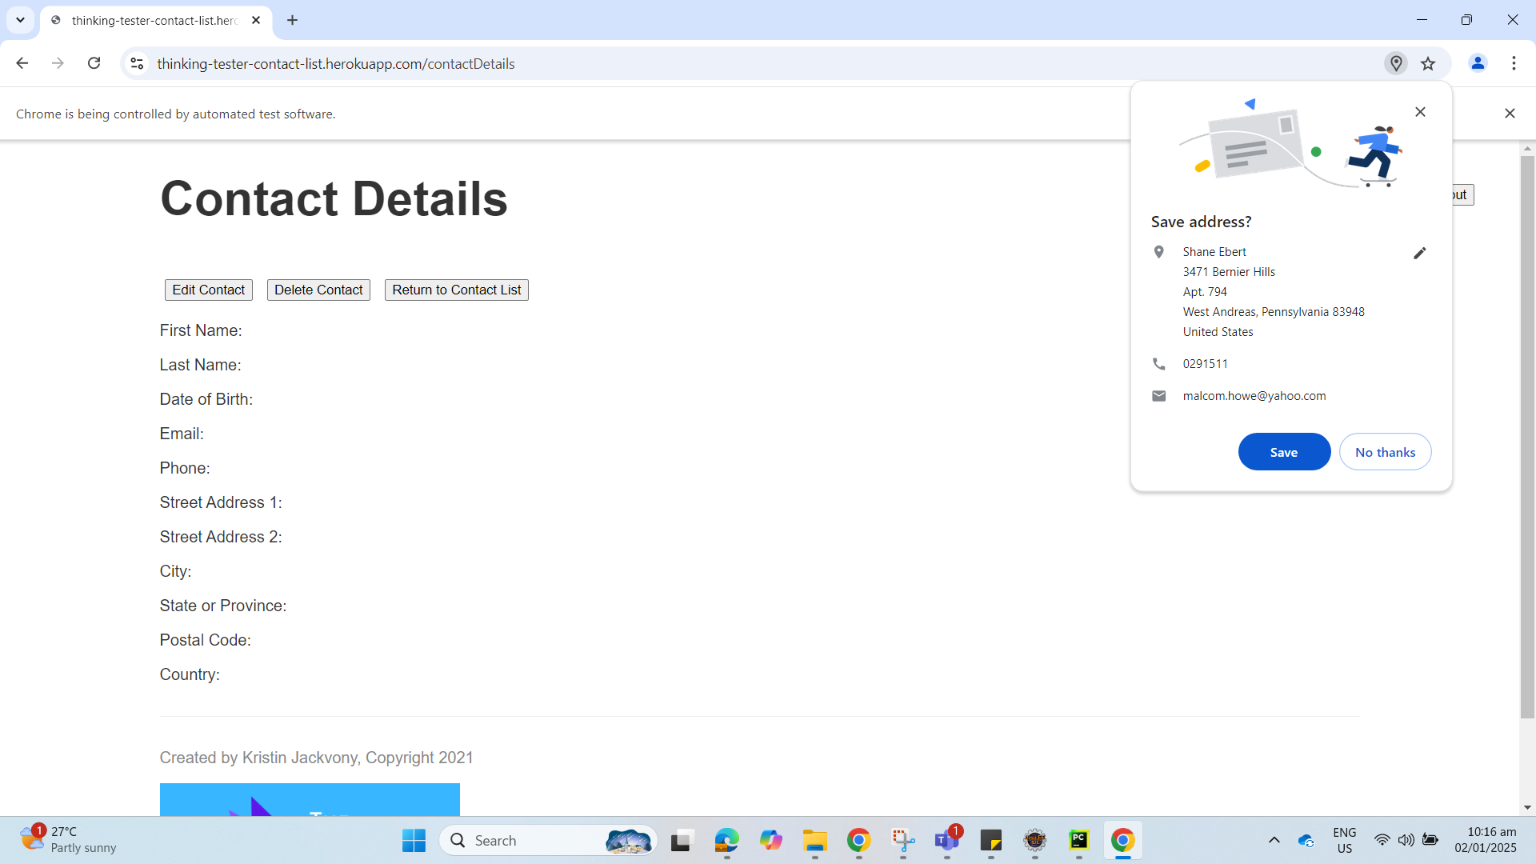 thinking-tester-contact-list.hero
thinking-tester-contact-list.herokuapp.com/contactDetails
Chrome is being controlled by automated test software.
Contact Details
Edit Contact
Delete Contact
Return to Contact List
First Name:
Last Name:
Date of Birth:
Email:
Phone:
Street Address 1:
Street Address 2:
City:
State or Province:
Postal Code:
Country:
Created by Kristin Jackvony, Copyright 2021
Save address?
Shane Ebert
3471 Bernier Hills
Apt. 794
West Andreas, Pennsylvania 83948
United States
0291511
malcom.howe@yahoo.com
Save
No thanks
1
27°C
Partly sunny
Search
1
PC
ENG
US
10:16 am
02/01/2025